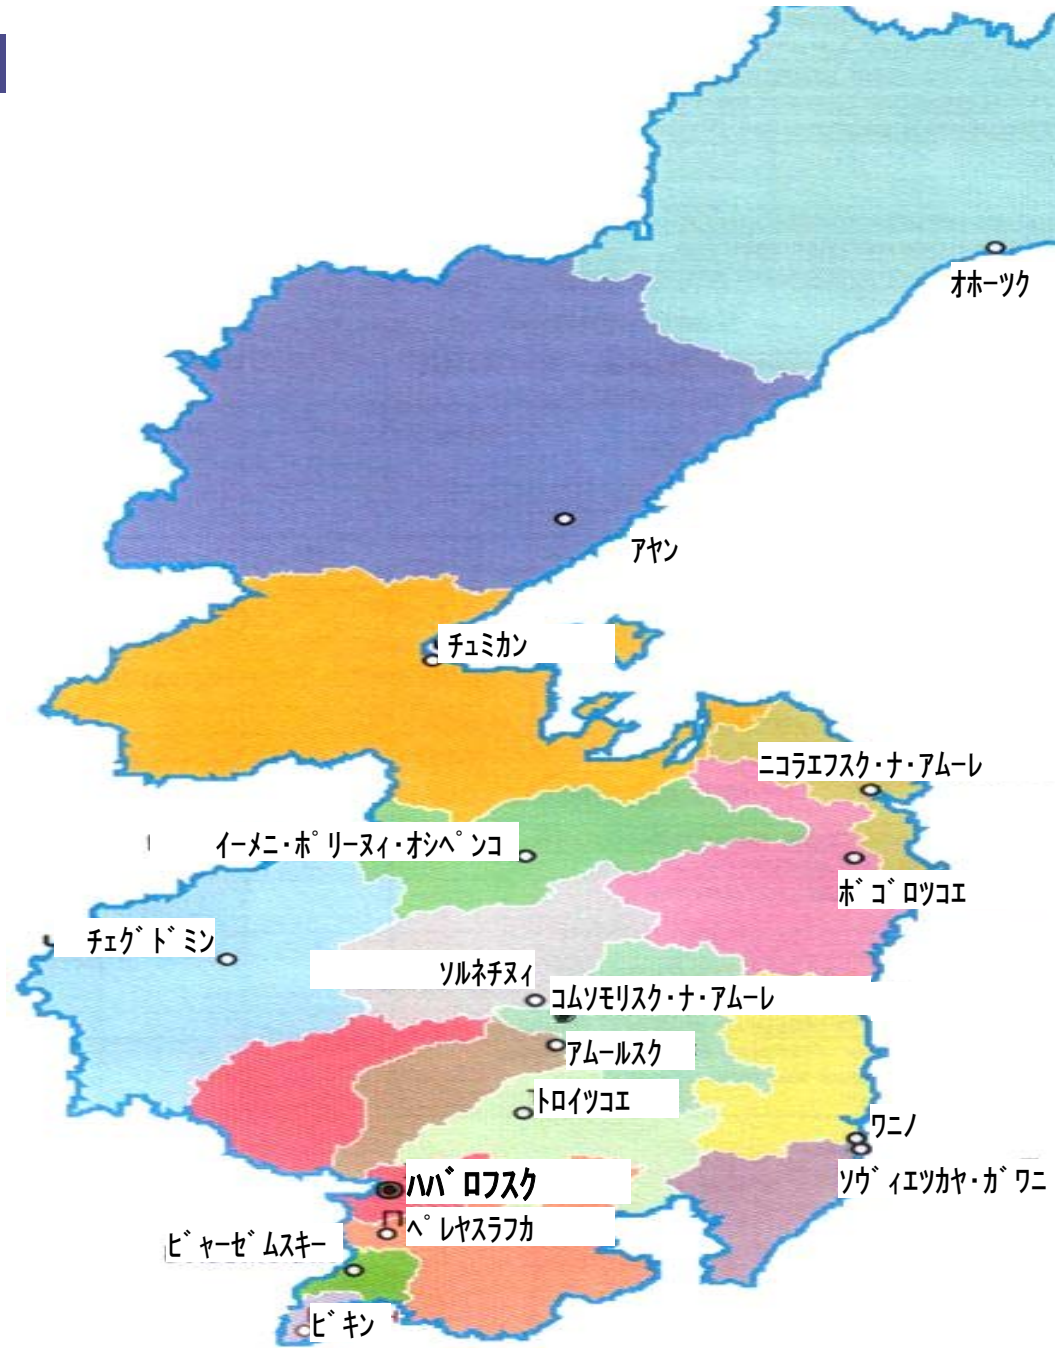 オホーツク
アヤン
チュミカン
ニコラエフスク・ナ・アムーレ
イーメニ・ポリーヌィ・オシペンコ
ボゴロツコエ
チェグドミン
ソルネチヌィ
コムソモリスク・ナ・アムーレ
アムールスク
トロイツコエ
ワニノ
ソヴィエツカヤ・ガワニ
ハバロフスク
ペレヤスラフカ
ビャーゼムスキー
ビキン